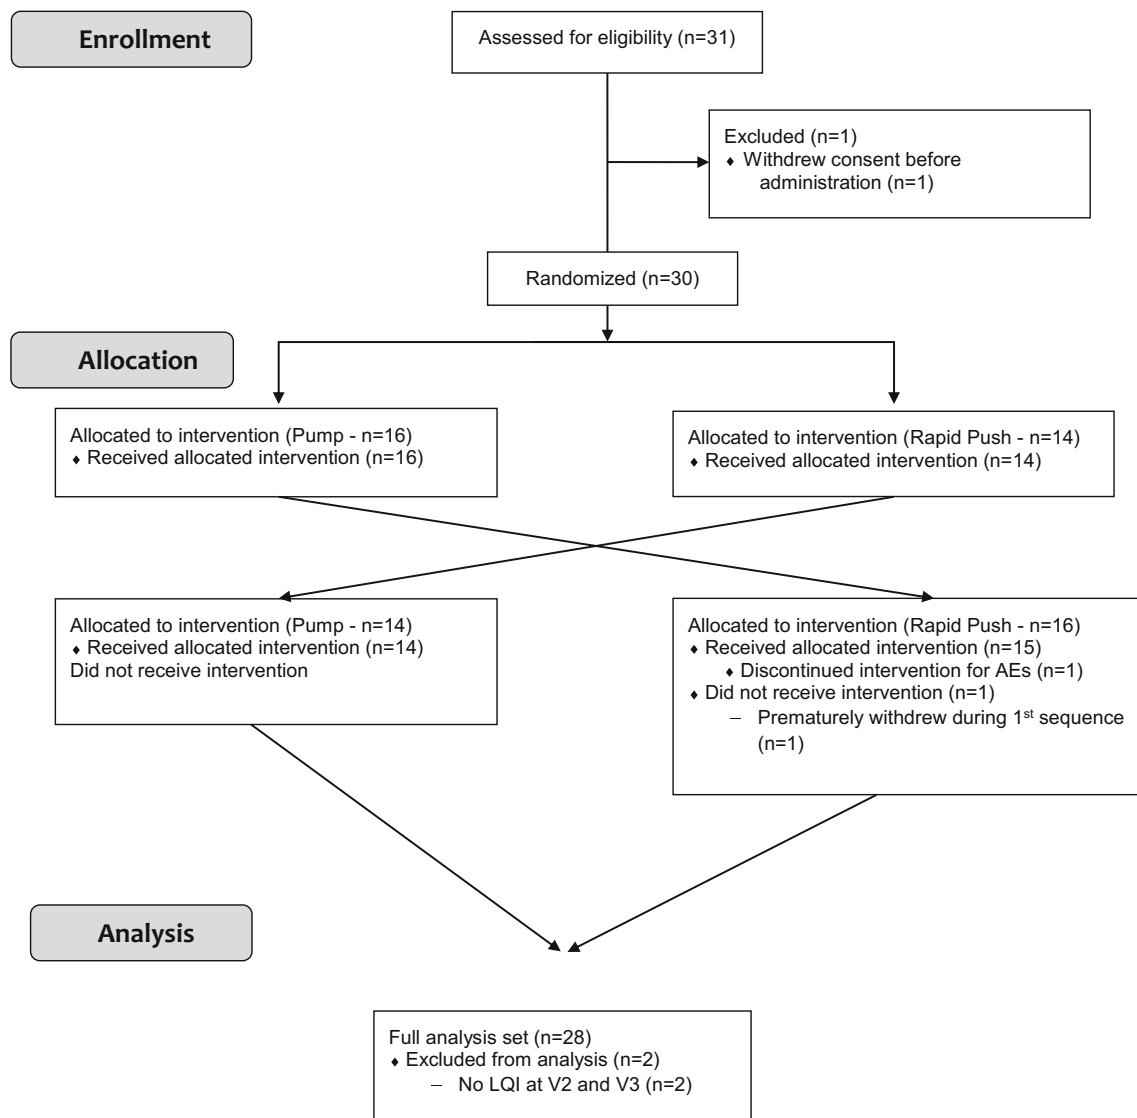 Enrollment
Assessed for eligibility (n=31)
Excluded (n=1)
♦ Withdrew consent before
administration (n=1)
Randomized (n=30)
Allocation
Allocated to intervention (Pump - n=16)
♦ Received allocated intervention (n=16)
Allocated to intervention (Rapid Push - n=14)
♦ Received allocated intervention (n=14)
Allocated to intervention (Pump - n=14)
♦ Received allocated intervention (n=14)
Did not receive intervention
Allocated to intervention (Rapid Push - n=16)
♦ Received allocated intervention (n=15)
♦ Discontinued intervention for AEs (n=1)
♦ Did not receive intervention (n=1)
– Prematurely withdrew during 1st sequence
(n=1)
Analysis
Full analysis set (n=28)
♦ Excluded from analysis (n=2)
– No LQI at V2 and V3 (n=2)